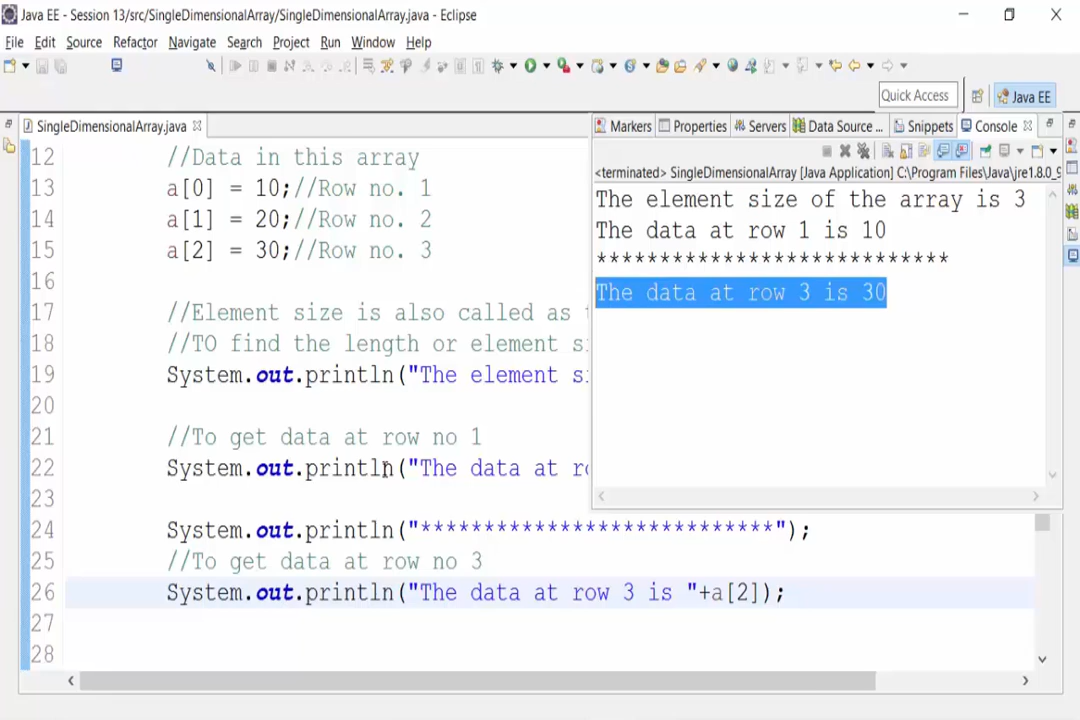 Java EE - Session 13/src/SingleDimensionalArray/SingleDimensionalArray.java - Eclipse
File Edit Source Refactor Navigate Search Project Run Window Help
Quick Access
Java EE
SingleDimensionalArray.java
Markers Properties Servers Data Source ... Snippets Console
<terminated> SingleDimensionalArray [Java Application] C:\Program Files\Java\jre1.8.0_9
The element size of the array is 3
The data at row 1 is 10
****************************
The data at row 3 is 30
12 //Data in this array
13 a[0] = 10;//Row no. 1
14 a[1] = 20;//Row no. 2
15 a[2] = 30;//Row no. 3
16
17 //Element size is also called as
18 //TO find the length or element
19 System.out.println("The element
20
21 //To get data at row no 1
22 System.out.println("The data at
23
24 System.out.println("****************************");
25 //To get data at row no 3
26 System.out.println("The data at row 3 is "+a[2]);
27
28